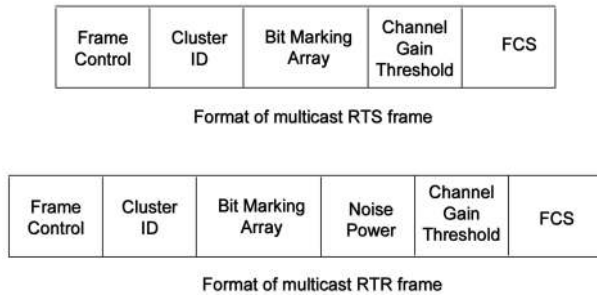 Frame Control
Cluster ID
Bit Marking Array
Channel Gain Threshold
FCS
Format of multicast RTS frame
Frame Control
Cluster ID
Bit Marking Array
Noise Power
Channel Gain Threshold
FCS
Format of multicast RTR frame